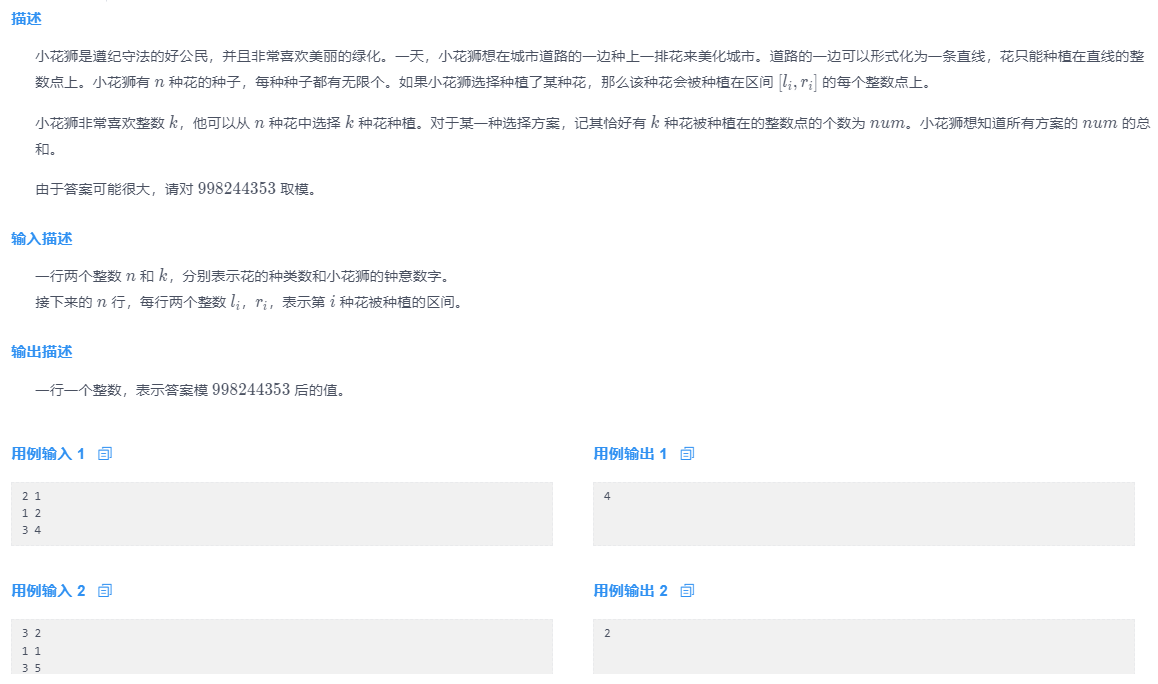 描述
小花狮是遵纪守法的好公民，并且非常喜欢美丽的绿化。一天，小花狮想在城市道路的一边种上一排花来美化城市。道路的一边可以形式化为一条直线，花只能种植在直线的整
数点上。小花狮有 n 种花的种子，每种种子都有无限个。如果小花狮选择种植了某种花，那么该种花会被种植在区间 [l_i, r_i] 的每个整数点上。
小花狮非常喜欢整数 k，他可以从 n 种花中选择 k 种花种植。对于某一种选择方案，记其恰好有 k 种花被种植在的整数点的个数为 num。小花狮想知道所有方案的 num 的总
和。
由于答案可能很大，请对 998244353 取模。
输入描述
一行两个整数 n 和 k，分别表示花的种类数和小花狮的钟意数字。
接下来的 n 行，每行两个整数 l_i，r_i，表示第 i 种花被种植的区间。
输出描述
一行一个整数，表示答案模 998244353 后的值。
用例输入 1
2 1
1 2
3 4
用例输出 1
4
用例输入 2
3 2
1 1
3 5
用例输出 2
2